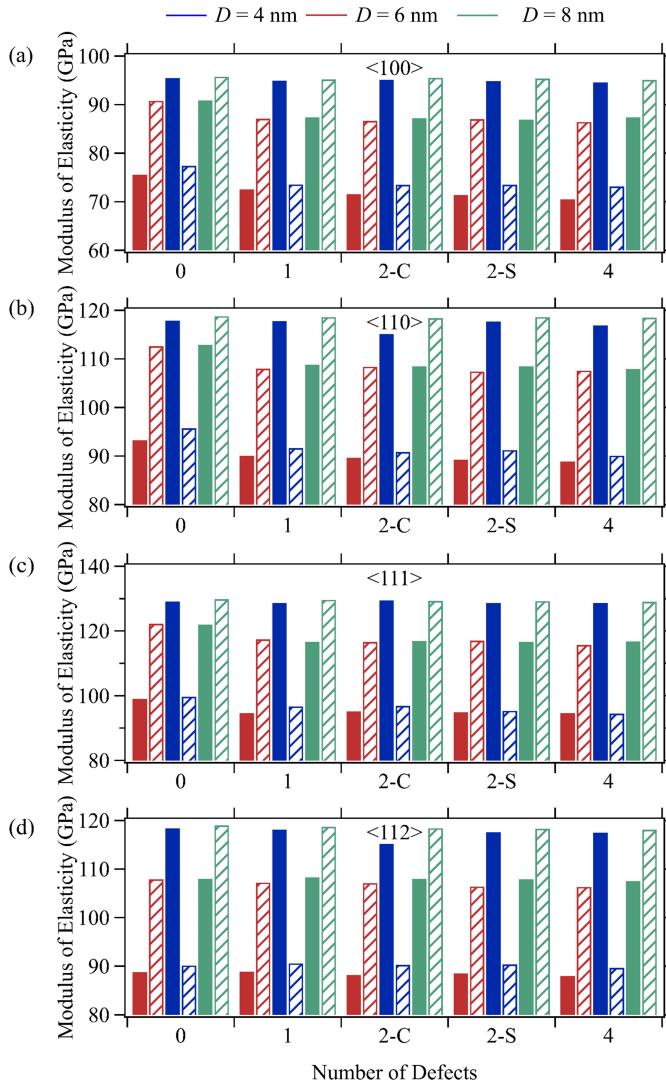 D = 4 nm D = 6 nm D = 8 nm
(a)
Modulus of Elasticity (GPa)
100
90
80
70
60
<100>
0 1 2-C 2-S 4
(b)
Modulus of Elasticity (GPa)
120
110
100
90
80
<110>
0 1 2-C 2-S 4
(c)
Modulus of Elasticity (GPa)
140
120
100
80
<111>
0 1 2-C 2-S 4
(d)
Modulus of Elasticity (GPa)
120
110
100
90
80
<112>
0 1 2-C 2-S 4
Number of Defects